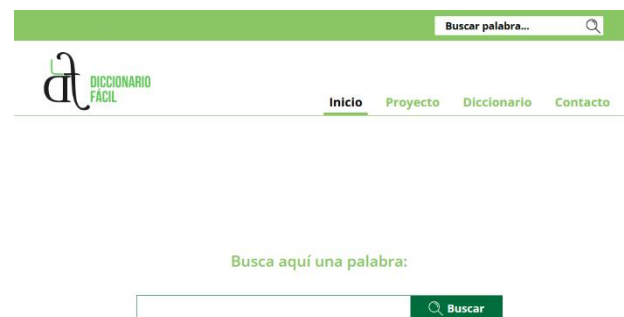 Buscar palabra...
DICCIONARIO
FÁCIL
Inicio Proyecto Diccionario Contacto
Busca aquí una palabra:
Buscar